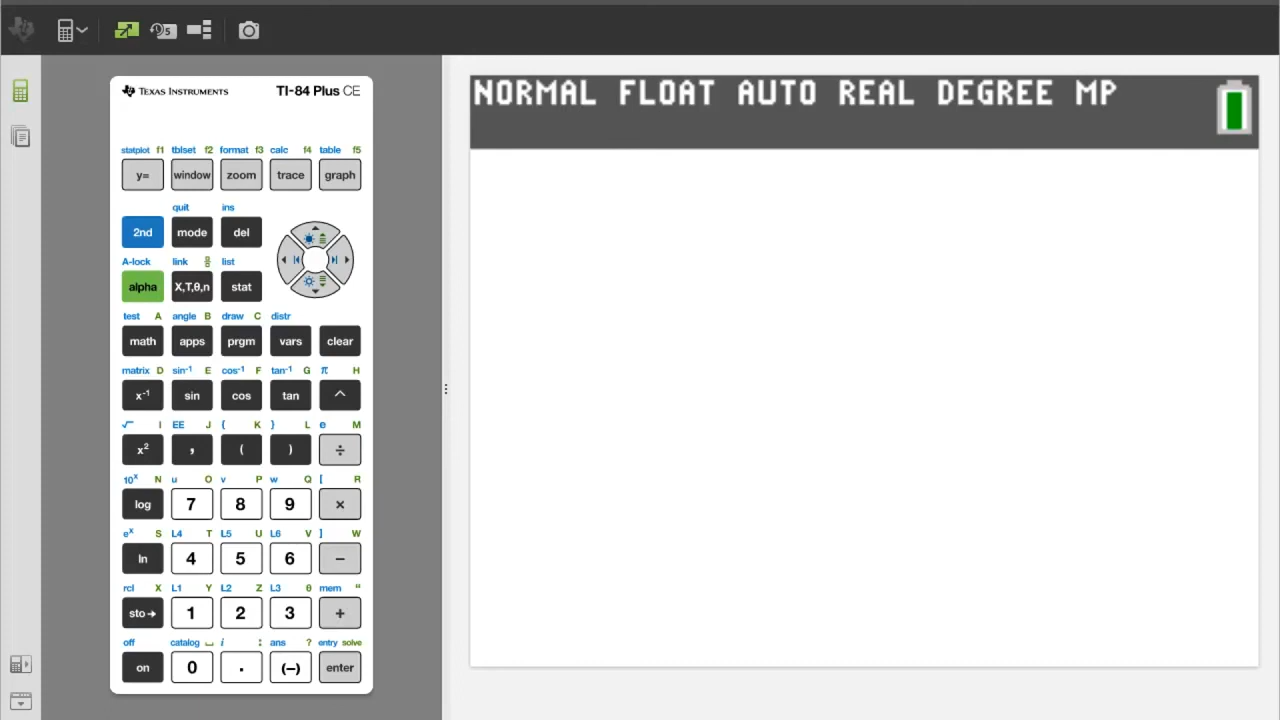 TEXAS INSTRUMENTS TI-84 Plus CE
NORMAL FLOAT AUTO REAL DEGREE MP
statplot f1 tblset f2 format f3 calc f4 table f5
y= window zoom trace graph
quit ins
2nd mode del
A-lock link list
alpha X,T,θ,n stat
test A angle B draw C distr
math apps prgm vars clear
matrix D sin⁻¹ E cos⁻¹ F tan⁻¹ G π H
x⁻¹ sin cos tan ^
√ I EE J { K } L e M
x² , ( ) ÷
10ˣ N u O v P w Q [ R
log 7 8 9 ×
eˣ S L4 T L5 U L6 V ] W
ln 4 5 6 −
rcl X L1 Y L2 Z L3 θ mem "
sto→ 1 2 3 +
off catalog ⎵ i : ans ? entry solve
on 0 . (−) enter